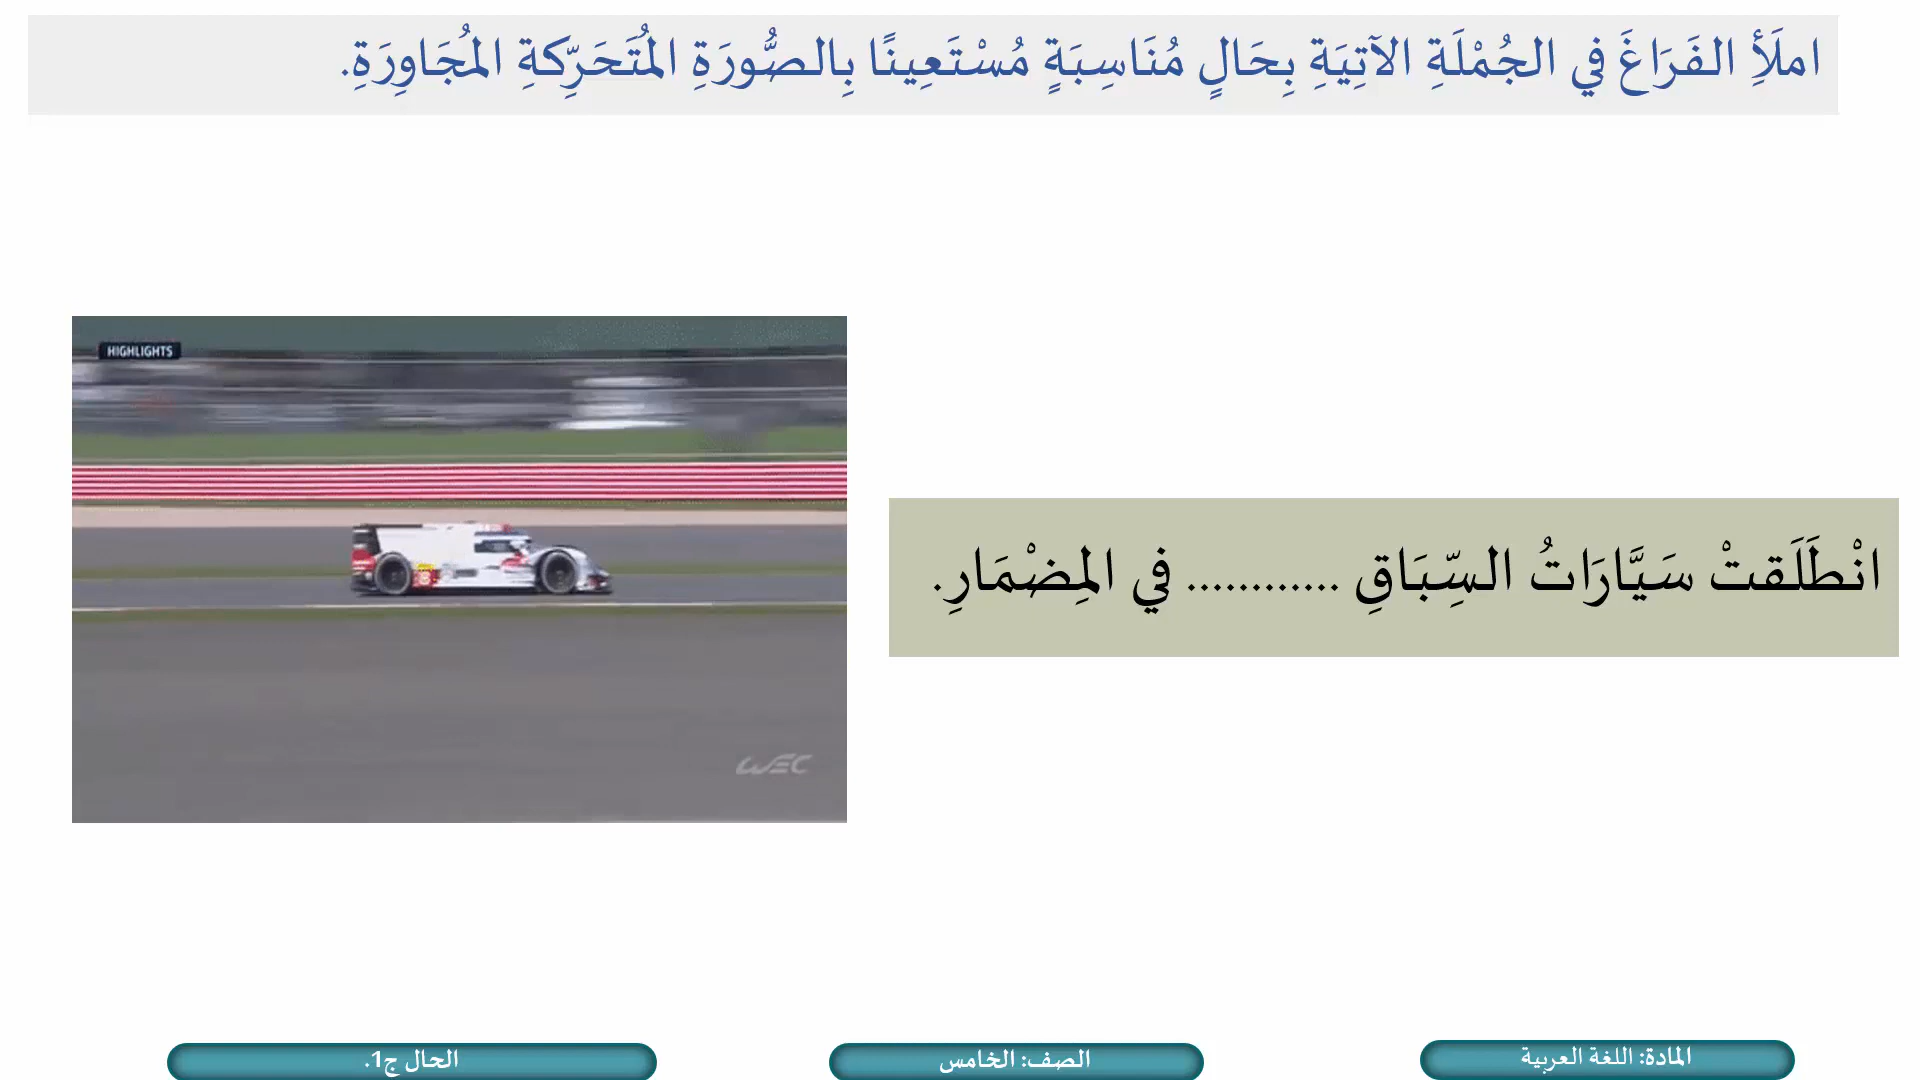 املَأِ الفَرَاغَ في الجُمْلَةِ الآتِيَةِ بِحَالٍ مُنَاسِبَةٍ مُسْتَعِينًا بِالصُّورَةِ المُتَحَرِّكةِ المُجَاوِرَةِ.
HIGHLIGHTS
انْطَلَقتْ سَيَّارَاتُ السِّبَاقِ ............ في المِضْمَارِ.
WEC
المادة: اللغة العربية
الصف: الخامس
الحال ج1.